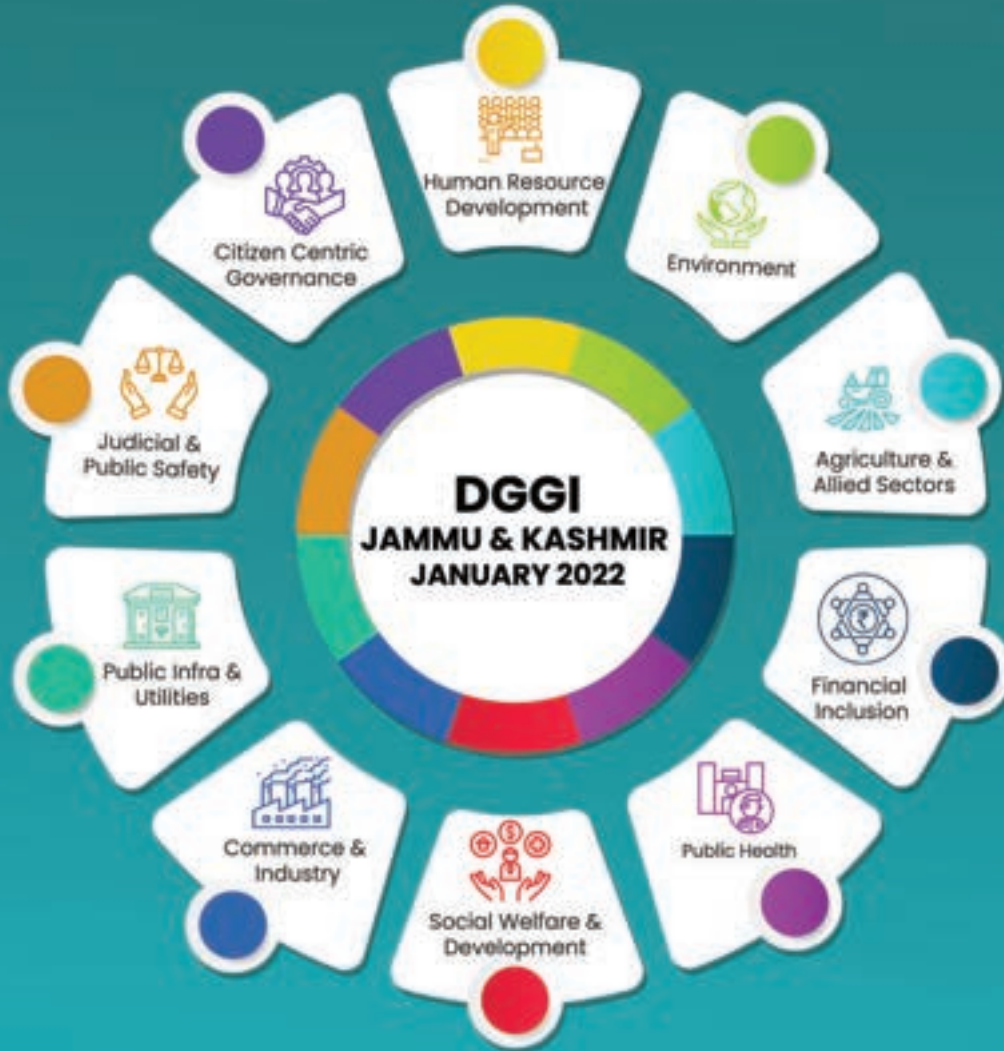 Human Resource
Development
Environment
Agriculture &
Allied Sectors
Financial
Inclusion
Public Health
Social Welfare &
Development
Commerce &
Industry
Public Infra &
Utilities
Judicial &
Public Safety
Citizen Centric
Governance
DGGI
JAMMU & KASHMIR
JANUARY 2022